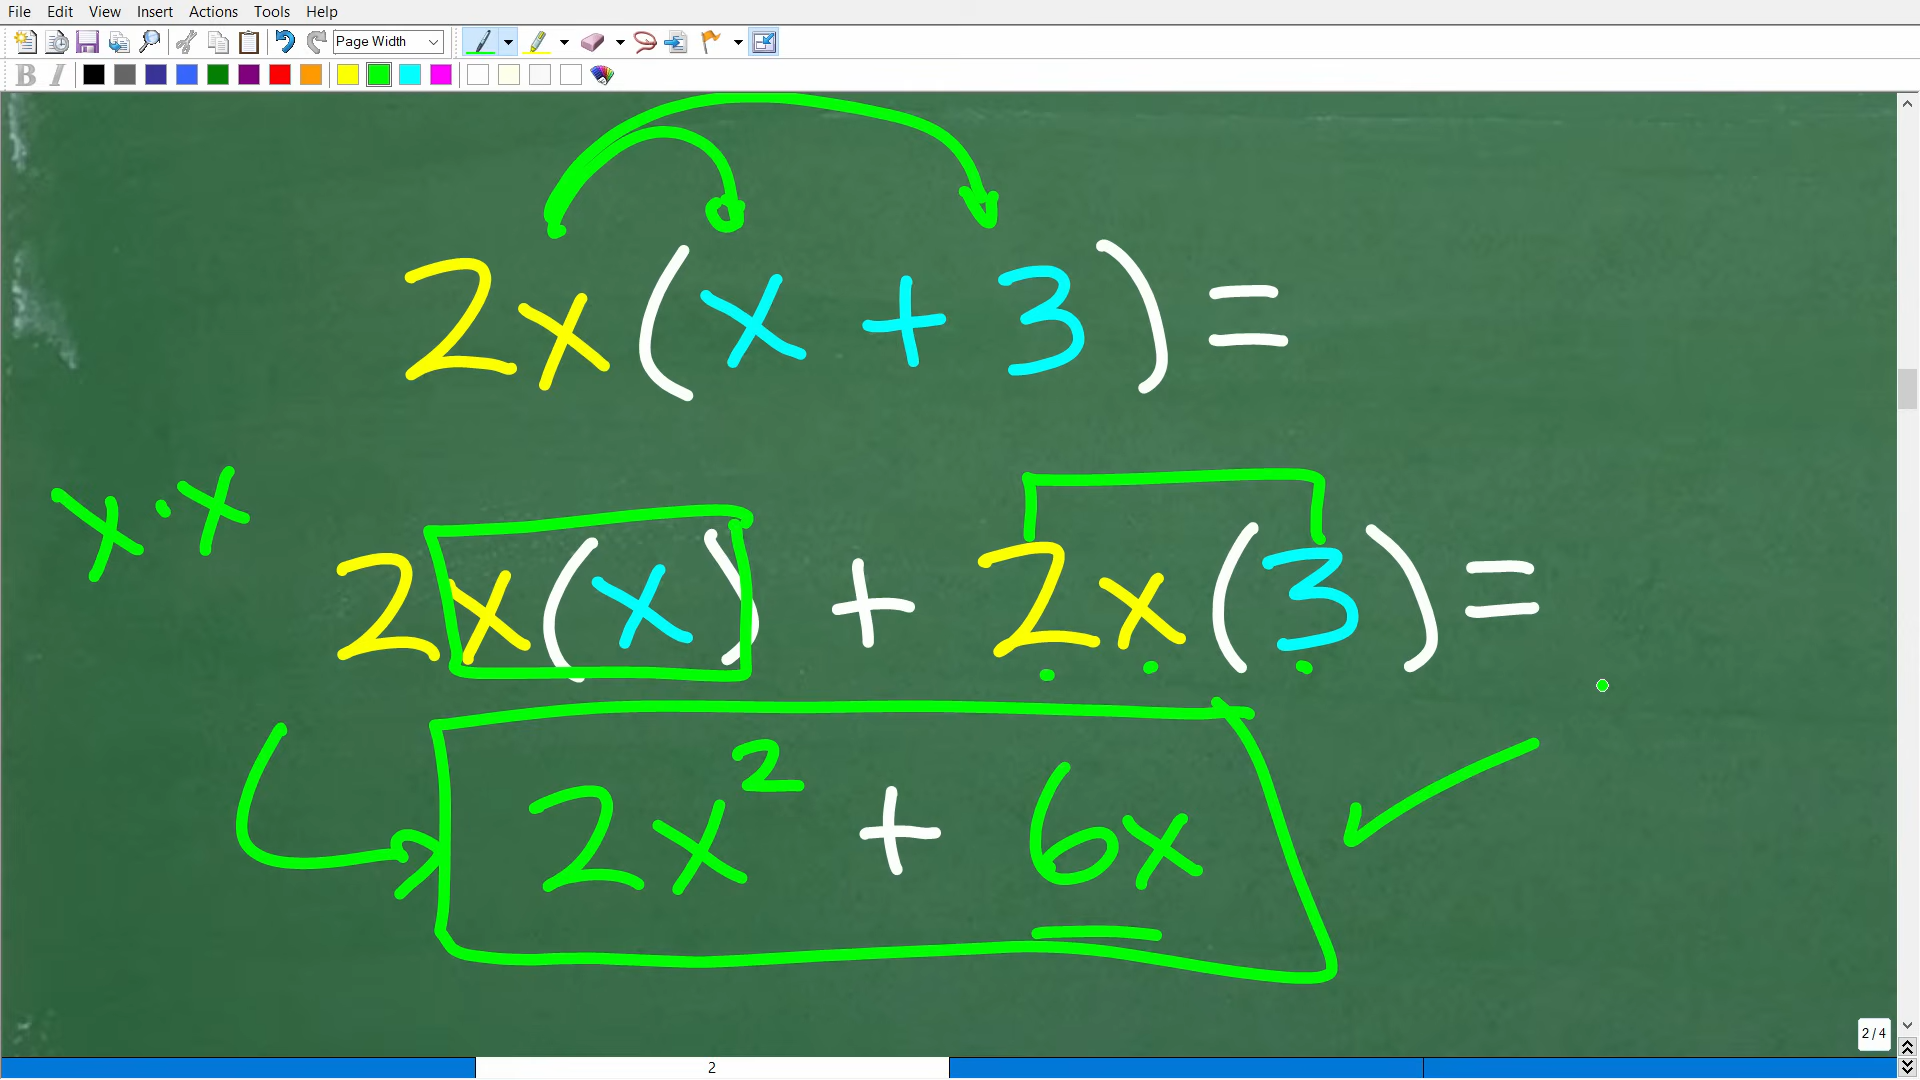 File Edit View Insert Actions Tools Help
Page Width
B I
2x(x + 3) =
x · x
2x(x) + 2x(3) =
2x² + 6x
2 / 4
2